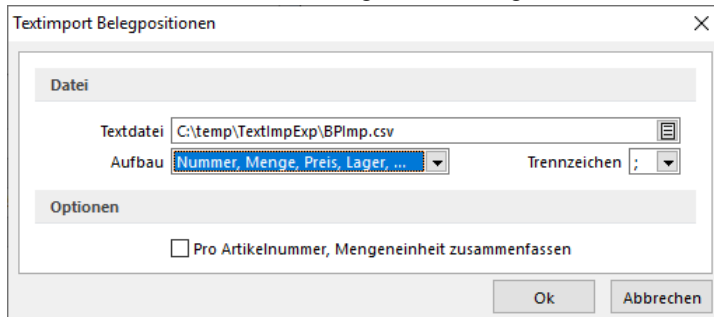 Textimport Belegpositionen
Datei
Textdatei C:\temp\TextImpExp\BPImp.csv
Aufbau Nummer, Menge, Preis, Lager, ... Trennzeichen ;
Optionen
Pro Artikelnummer, Mengeneinheit zusammenfassen
Ok Abbrechen